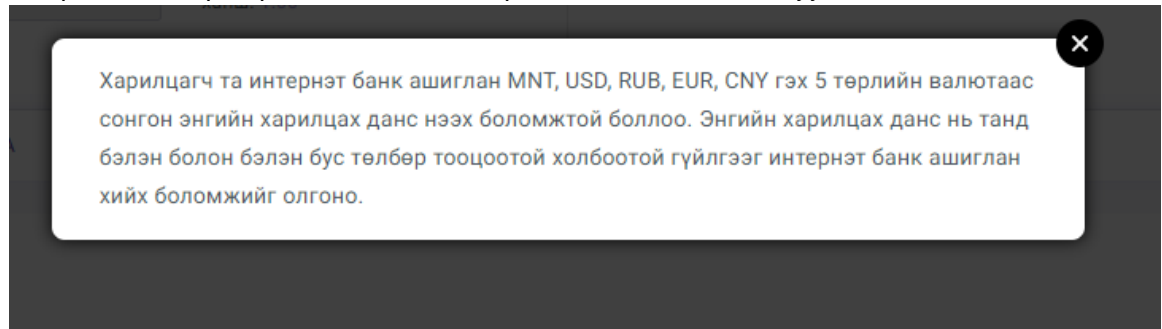 Харилцагч та интернэт банк ашиглан MNT, USD, RUB, EUR, CNY гэх 5 төрлийн валютаас
сонгон энгийн харилцах данс нээх боломжтой боллоо. Энгийн харилцах данс нь танд
бэлэн болон бэлэн бус төлбөр тооцоотой холбоотой гүйлгээг интернэт банк ашиглан
хийх боломжийг олгоно.